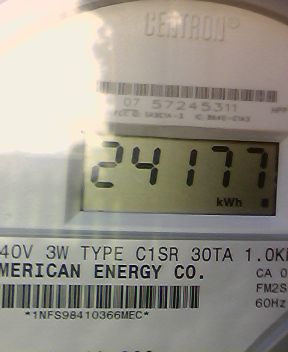 CENTRON®
07 57245311
24177
kWh
40V 3W TYPE C1SR 30TA 1.0K
MERICAN ENERGY CO.
CA 0
FM2S
60Hz
*1NFS98410366MEC*